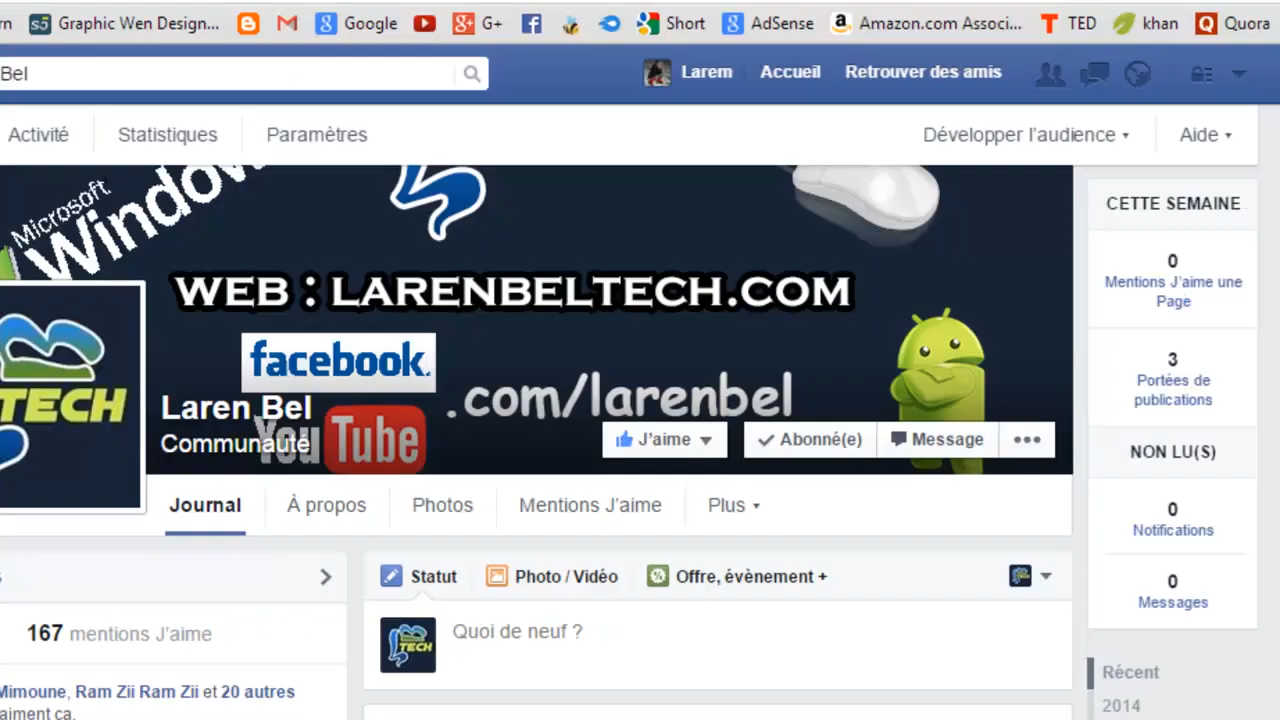 rn Graphic Wen Design... Google G+ Short AdSense Amazon.com Associ... TED khan Quora
Bel
Larem Accueil Retrouver des amis
Activité Statistiques Paramètres Développer l'audience Aide
Microsoft
Windows
WEB : LARENBELTECH.COM
facebook.
.com/larenbel
Laren Bel
Communauté
YouTube
TECH
J'aime Abonné(e) Message
Journal À propos Photos Mentions J'aime Plus
CETTE SEMAINE
0
Mentions J'aime une
Page
3
Portées de
publications
NON LU(S)
0
Notifications
0
Messages
Récent
2014
Statut Photo / Vidéo Offre, évènement +
TECH
Quoi de neuf ?
167 mentions J'aime
Mimoune, Ram Zii Ram Zii et 20 autres
aiment ça.